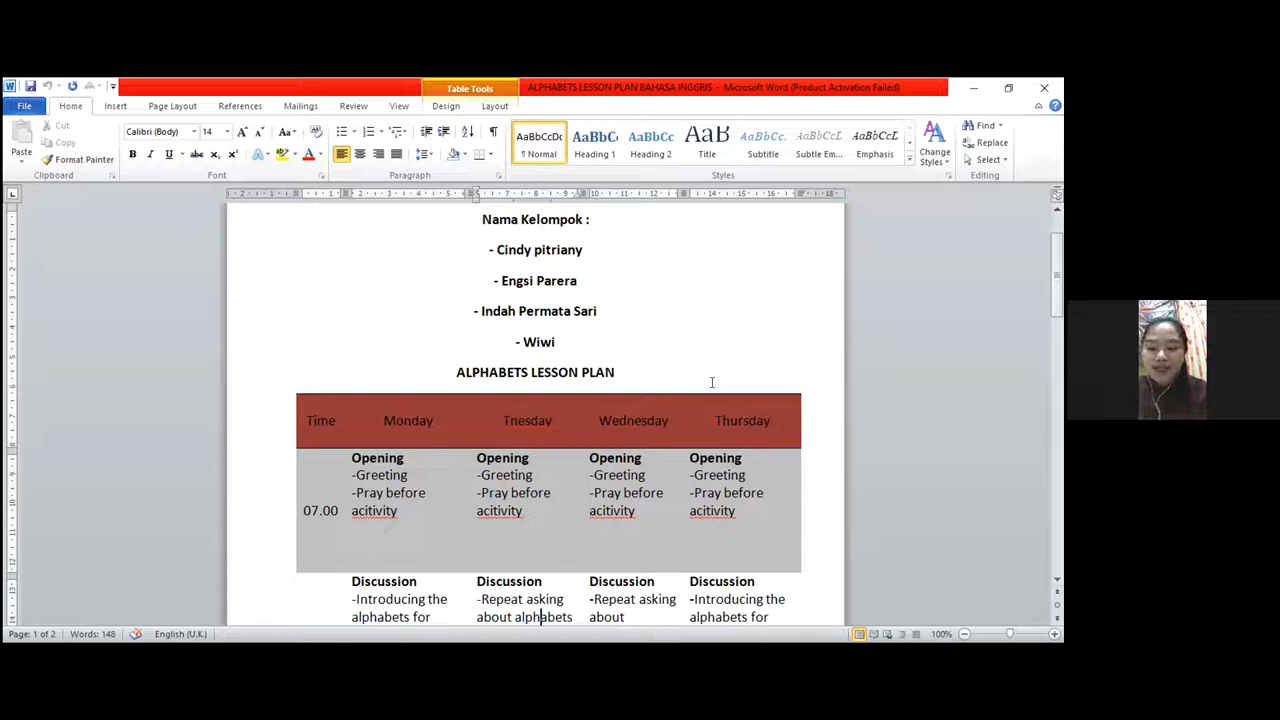 Table Tools
ALPHABETS LESSON PLAN BAHASA INGGRIS - Microsoft Word (Product Activation Failed)
File Home Insert Page Layout References Mailings Review View Design Layout
Cut
Copy
Format Painter
Paste
Clipboard
Calibri (Body) 14
Font
Paragraph
AaBbCcDc AaBbC AaBbCc AaB AaBbCc. AaBbCcL AaBbCcL
¶ Normal Heading 1 Heading 2 Title Subtitle Subtle Em... Emphasis
Change
Styles
Styles
Find
Replace
Select
Editing
Nama Kelompok :
- Cindy pitriany
- Engsi Parera
- Indah Permata Sari
- Wiwi
ALPHABETS LESSON PLAN
Time Monday Tnesday Wednesday Thursday
Opening Opening Opening Opening
-Greeting -Greeting -Greeting -Greeting
-Pray before -Pray before -Pray before -Pray before
07.00 acitivity acitivity acitivity acitivity
Discussion Discussion Discussion Discussion
-Introducing the -Repeat asking -Repeat asking -Introducing the
alphabets for about alphabets about alphabets for
Page: 1 of 2 Words: 148 English (U.K.) 100%